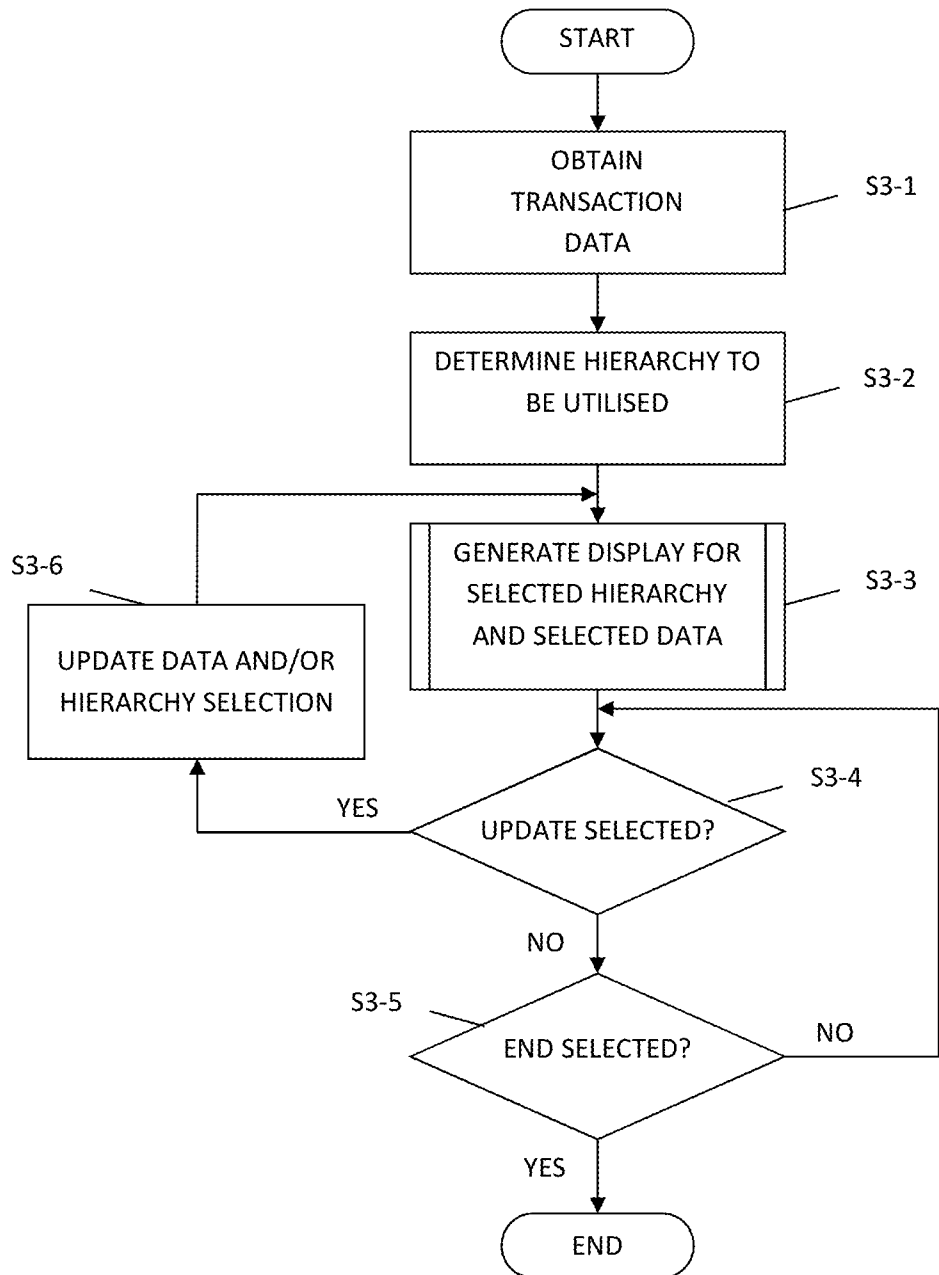 START
OBTAIN
TRANSACTION
DATA
S3-1
DETERMINE HIERARCHY TO
BE UTILISED
S3-2
GENERATE DISPLAY FOR
SELECTED HIERARCHY
AND SELECTED DATA
S3-3
S3-6
UPDATE DATA AND/OR
HIERARCHY SELECTION
S3-4
YES
UPDATE SELECTED?
NO
S3-5
END SELECTED?
NO
YES
END